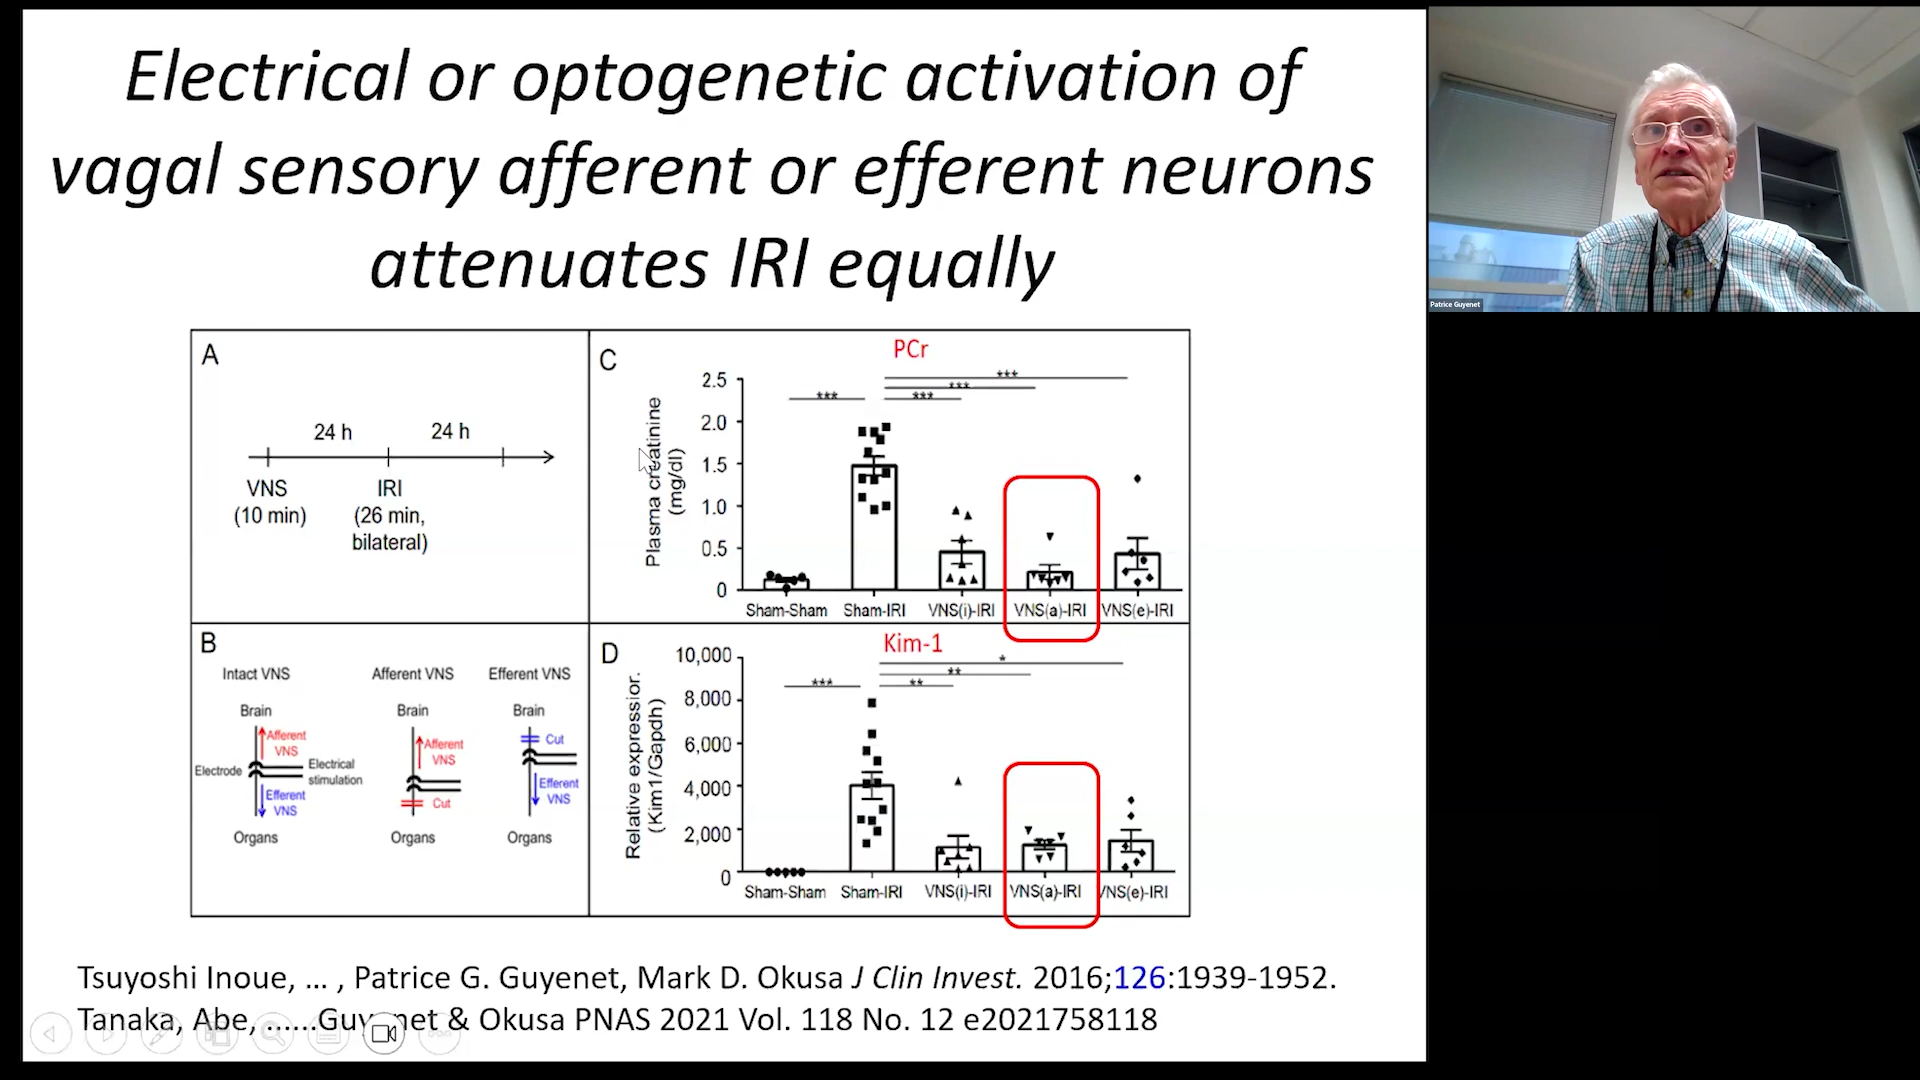 Electrical or optogenetic activation of
vagal sensory afferent or efferent neurons
attenuates IRI equally
A
24 h
24 h
VNS
(10 min)
IRI
(26 min,
bilateral)
B
Intact VNS
Brain
Afferent
VNS
Electrode
Electrical
stimulation
Efferent
VNS
Organs
Afferent VNS
Brain
Afferent
VNS
Cut
Organs
Efferent VNS
Brain
Cut
Efferent
VNS
Organs
C
PCr
Plasma creatinine
(mg/dl)
2.5
2.0
1.5
1.0
0.5
0
***
***
***
***
Sham-Sham
Sham-IRI
VNS(i)-IRI
VNS(a)-IRI
VNS(e)-IRI
D
Kim-1
Relative expression.
(Kim1/Gapdh)
10,000
8,000
6,000
4,000
2,000
0
***
**
**
*
Sham-Sham
Sham-IRI
VNS(i)-IRI
VNS(a)-IRI
VNS(e)-IRI
Tsuyoshi Inoue, ... , Patrice G. Guyenet, Mark D. Okusa J Clin Invest. 2016;126:1939-1952.
Tanaka, Abe, ......Guyenet & Okusa PNAS 2021 Vol. 118 No. 12 e2021758118
Patrice Guyenet